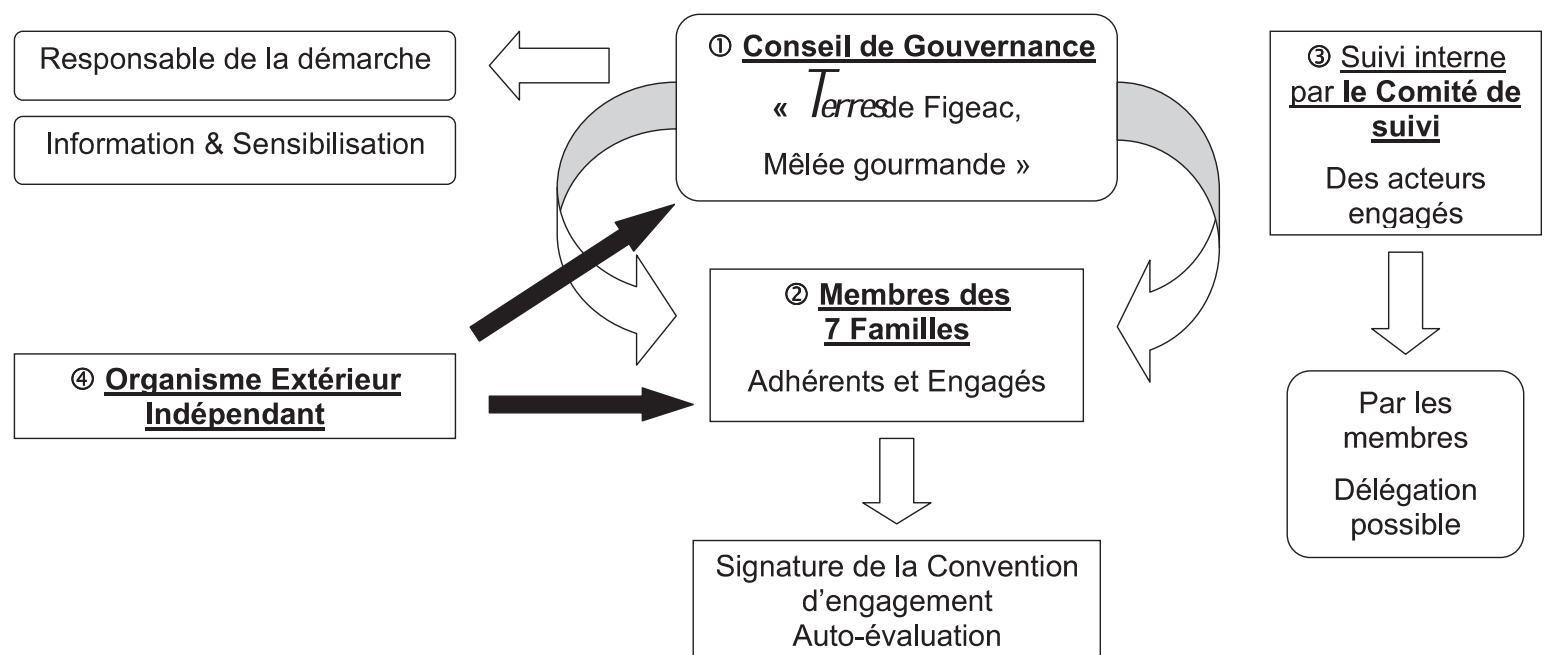 Responsable de la démarche
Information & Sensibilisation
① Conseil de Gouvernance
« Terres de Figeac,
Mêlée gourmande »
③ Suivi interne
par le Comité de
suivi
Des acteurs
engagés
② Membres des
7 Familles
Adhérents et Engagés
④ Organisme Extérieur
Indépendant
Par les
membres
Délégation
possible
Signature de la Convention
d’engagement
Auto-évaluation